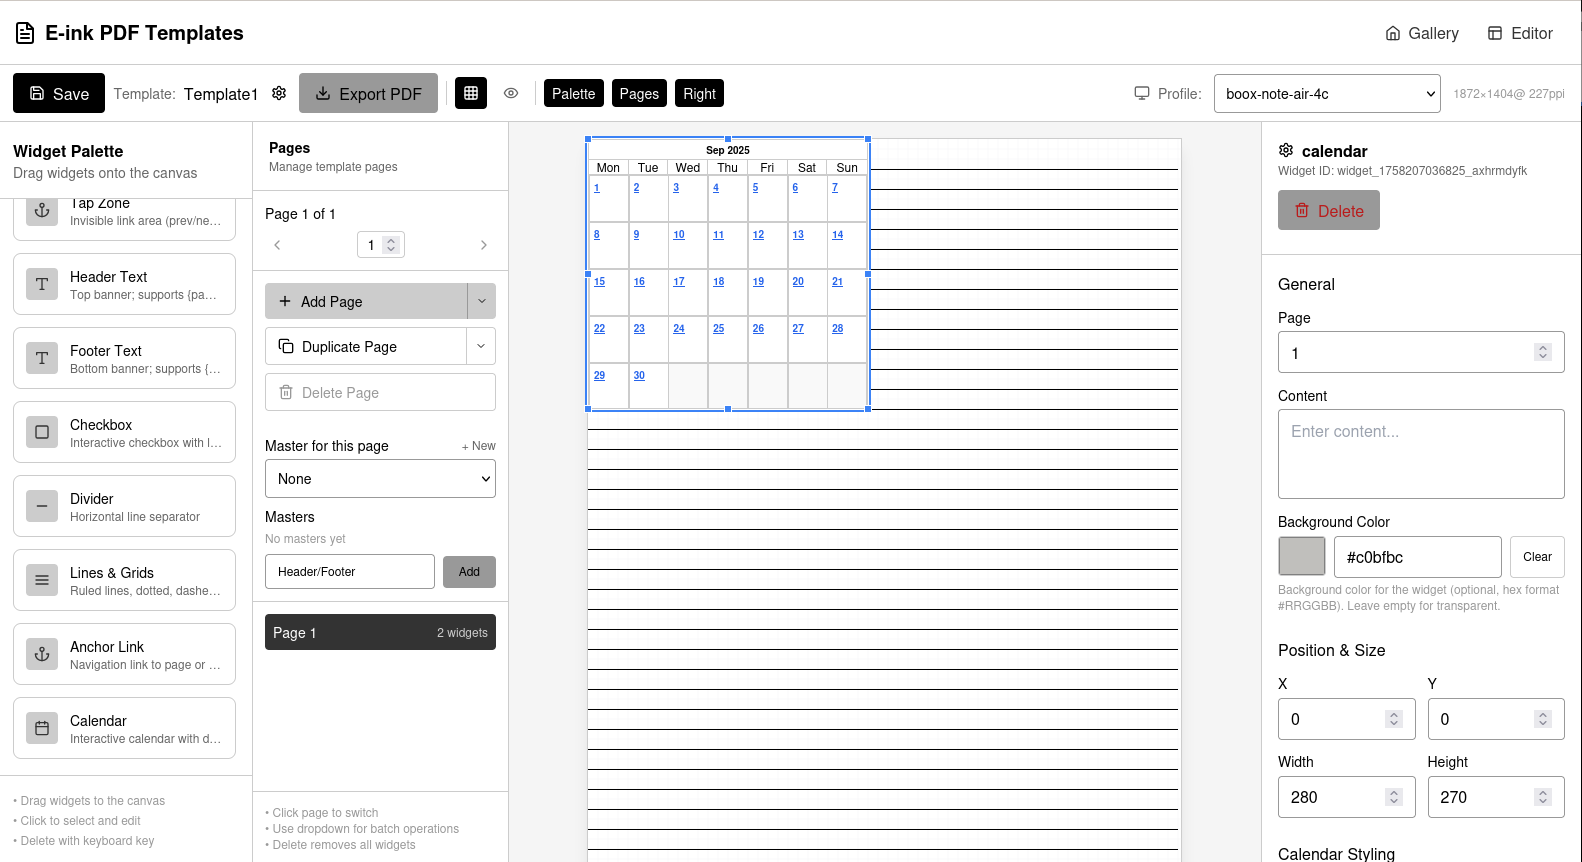 E-ink PDF Templates
Gallery
Editor
Save
Template: Template1
Export PDF
Palette
Pages
Right
Profile:
boox-note-air-4c
1872×1404@ 227ppi
Widget Palette
Drag widgets onto the canvas
Tap Zone
Invisible link area (prev/ne…
Header Text
Top banner; supports {pa…
Footer Text
Bottom banner; supports {…
Checkbox
Interactive checkbox with l…
Divider
Horizontal line separator
Lines & Grids
Ruled lines, dotted, dashe…
Anchor Link
Navigation link to page or …
Calendar
Interactive calendar with d…
• Drag widgets to the canvas
• Click to select and edit
• Delete with keyboard key
Pages
Manage template pages
Page 1 of 1
1
Add Page
Duplicate Page
Delete Page
Master for this page
+ New
None
Masters
No masters yet
Header/Footer
Add
Page 1
2 widgets
• Click page to switch
• Use dropdown for batch operations
• Delete removes all widgets
Sep 2025
Mon Tue Wed Thu Fri Sat Sun
1 2 3 4 5 6 7
8 9 10 11 12 13 14
15 16 17 18 19 20 21
22 23 24 25 26 27 28
29 30
calendar
Widget ID: widget_1758207036825_axhrmdyfk
Delete
General
Page
1
Content
Enter content...
Background Color
#c0bfbc
Clear
Background color for the widget (optional, hex format
#RRGGBB). Leave empty for transparent.
Position & Size
X Y
0 0
Width Height
280 270
Calendar Styling